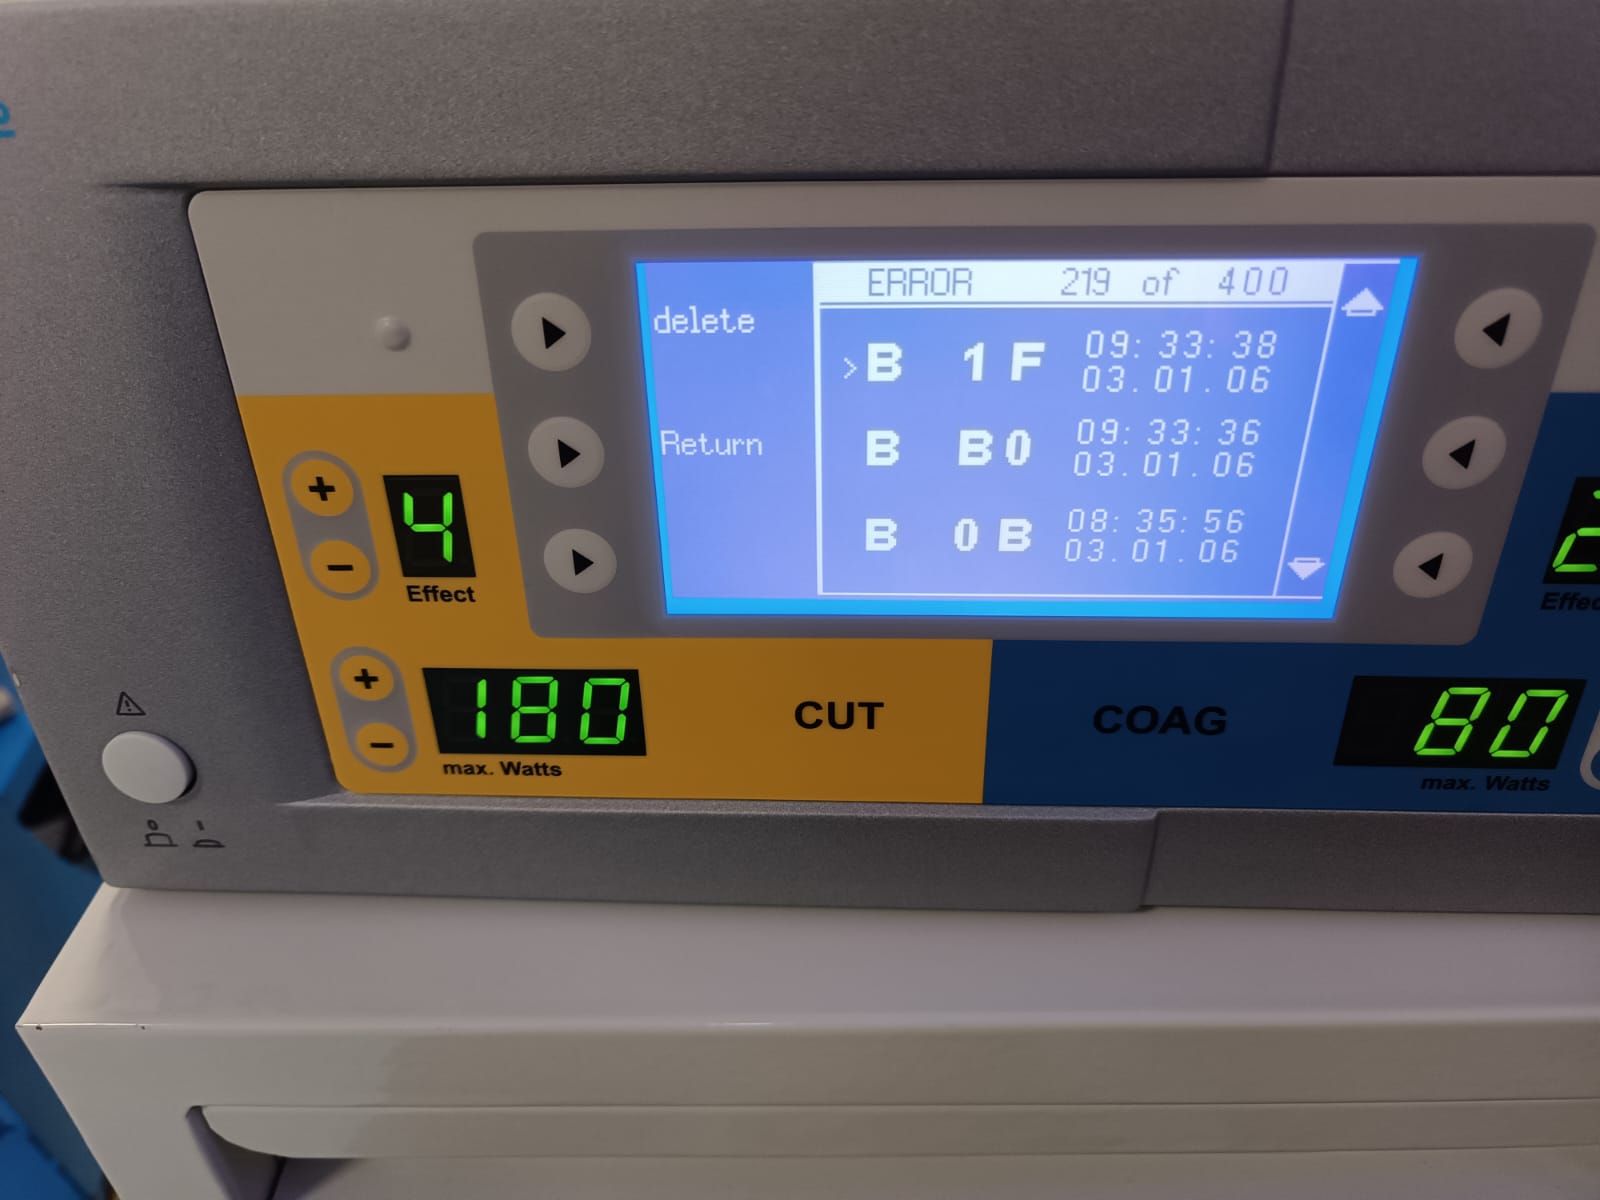 ERROR 219 of 400
delete
>B 1F 09:33:38
03.01.06
Return
B B0 09:33:36
03.01.06
B 0B 08:35:56
03.01.06
+
4
−
Effect
2
+
180
−
max. Watts
CUT
COAG
80
max. Watts